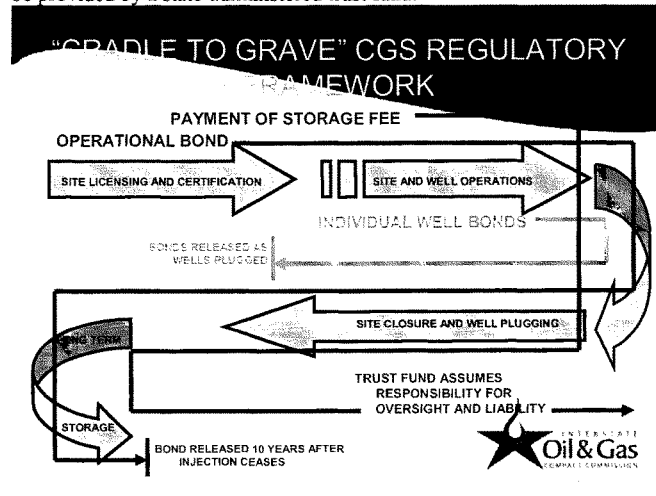 "CRADLE TO GRAVE" CGS REGULATORY
FRAMEWORK
PAYMENT OF STORAGE FEE
OPERATIONAL BOND
SITE LICENSING AND CERTIFICATION
SITE AND WELL OPERATIONS
INDIVIDUAL WELL BONDS
BONDS RELEASED AS
WELLS PLUGGED
SITE CLOSURE AND WELL PLUGGING
LONG TERM
TRUST FUND ASSUMES
RESPONSIBILITY FOR
OVERSIGHT AND LIABILITY
STORAGE
BOND RELEASED 10 YEARS AFTER
INJECTION CEASES
INTERSTATE
Oil & Gas
COMPACT COMMISSION